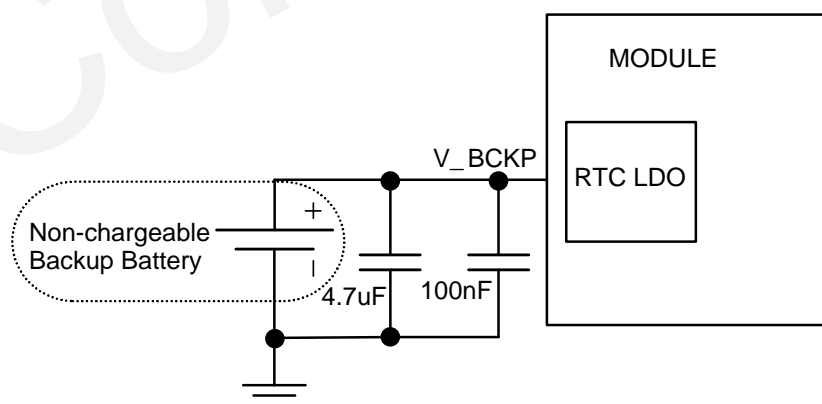 MODULE
V_BCKP
RTC LDO
+
Non-chargeable
Backup Battery
4.7uF
100nF